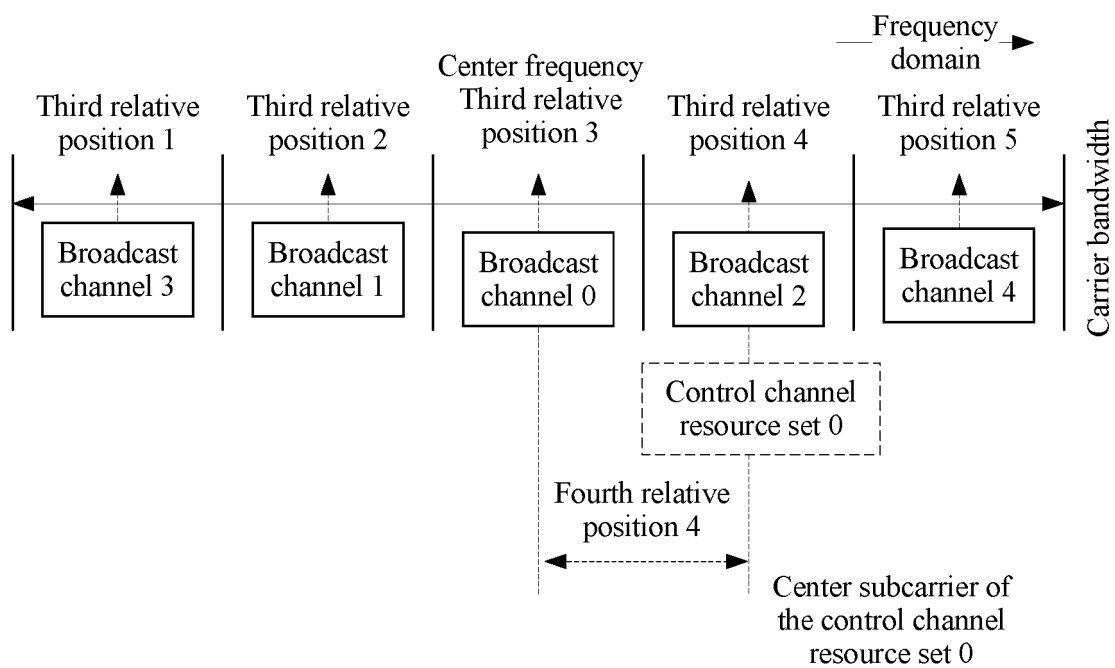 Frequency
domain
Center frequency
Third relative
position 1
Third relative
position 2
Third relative
position 3
Third relative
position 4
Third relative
position 5
Broadcast
channel 3
Broadcast
channel 1
Broadcast
channel 0
Broadcast
channel 2
Broadcast
channel 4
Carrier bandwidth
Control channel
resource set 0
Fourth relative
position 4
Center subcarrier of
the control channel
resource set 0